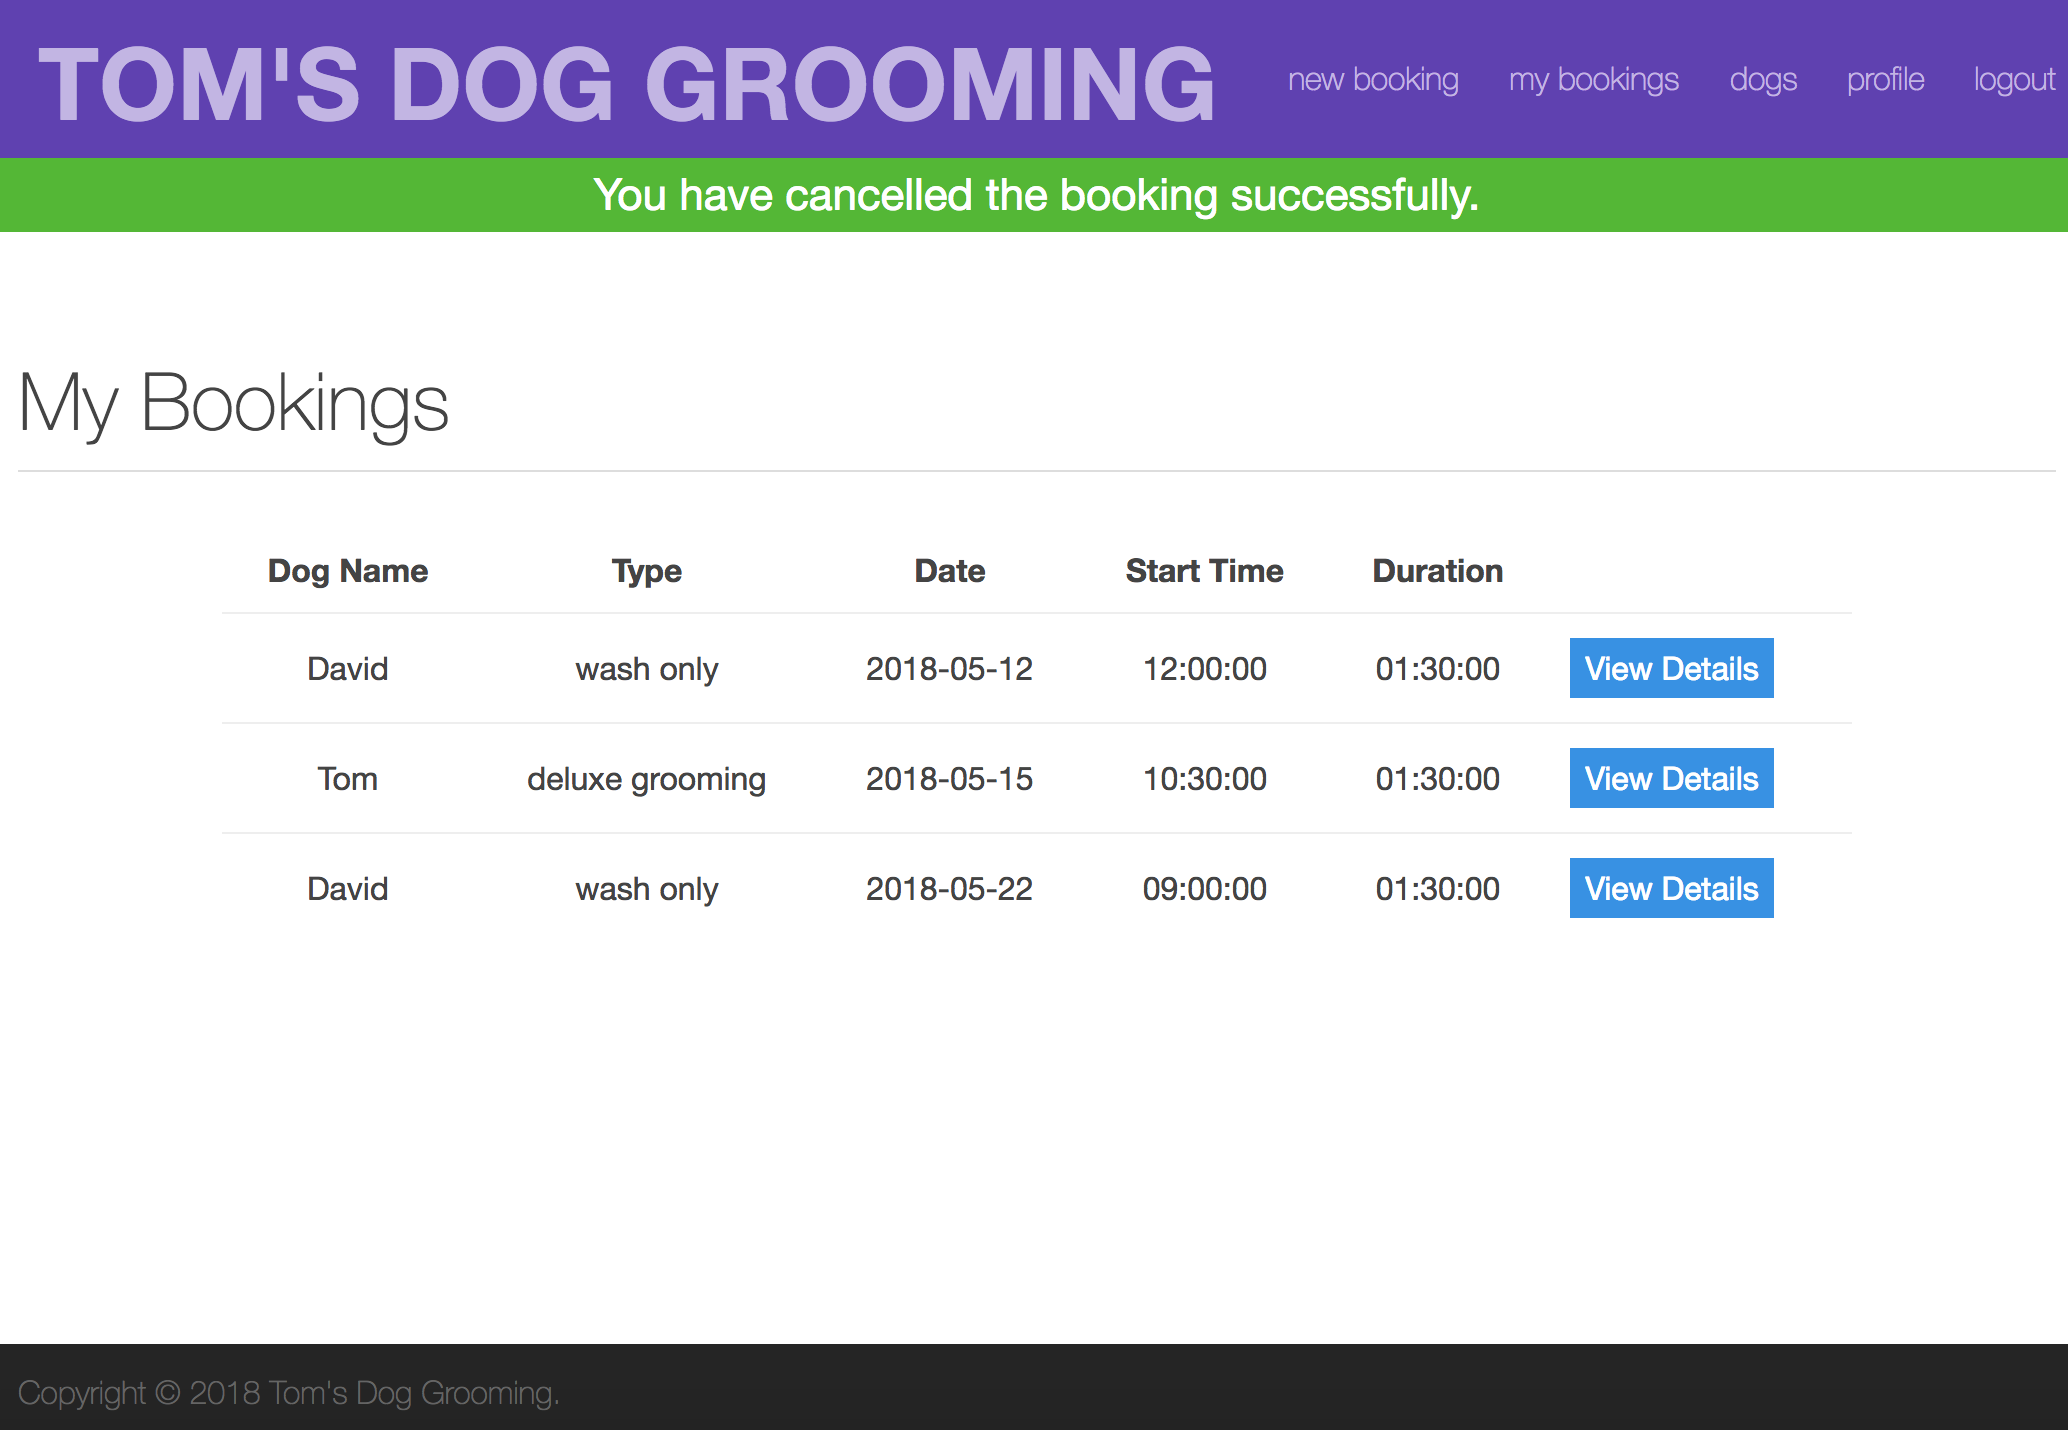 TOM'S DOG GROOMING new booking my bookings dogs profile logout
You have cancelled the booking successfully.
My Bookings
Dog Name Type Date Start Time Duration
David wash only 2018-05-12 12:00:00 01:30:00 View Details
Tom deluxe grooming 2018-05-15 10:30:00 01:30:00 View Details
David wash only 2018-05-22 09:00:00 01:30:00 View Details
Copyright © 2018 Tom's Dog Grooming.